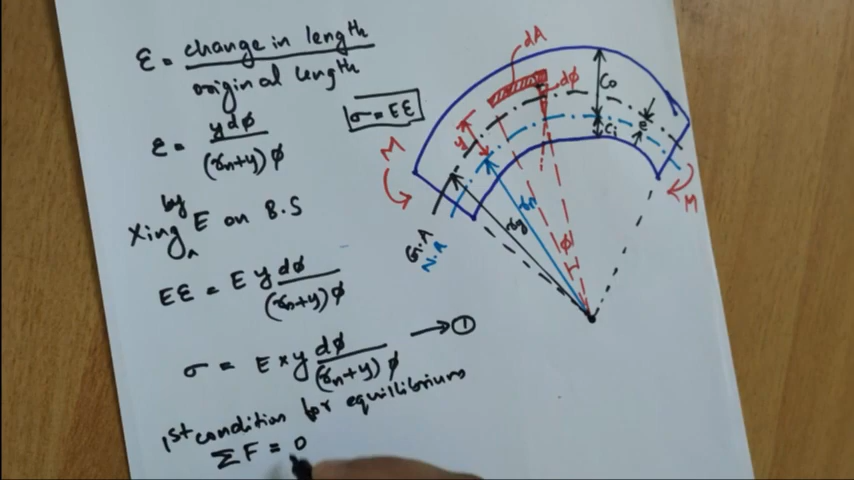 ε = change in length / original length
σ = Eε
ε = y dϕ / (rn+y) ϕ
by
Xing E on B.S
Eε = E y dϕ / (rn+y) ϕ
σ = E × y dϕ / (rn+y) ϕ → ①
1st condition for equillibrium
ΣF = 0
dA
dϕ
Co
Ci
e
y
M
M
G.A
N.A
rg
rn
ϕ